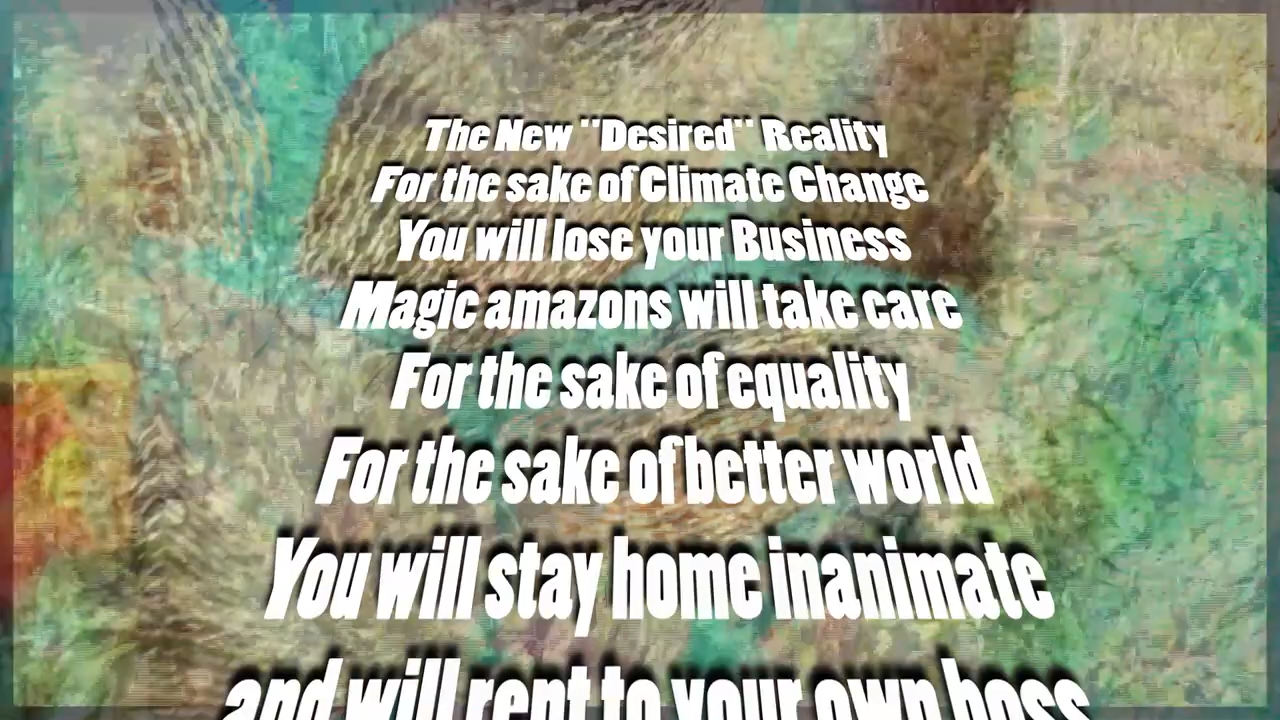 The New "Desired" Reality
For the sake of Climate Change
You will lose your Business
Magic amazons will take care
For the sake of equality
For the sake of better world
You will stay home inanimate
and will rent to your own boss